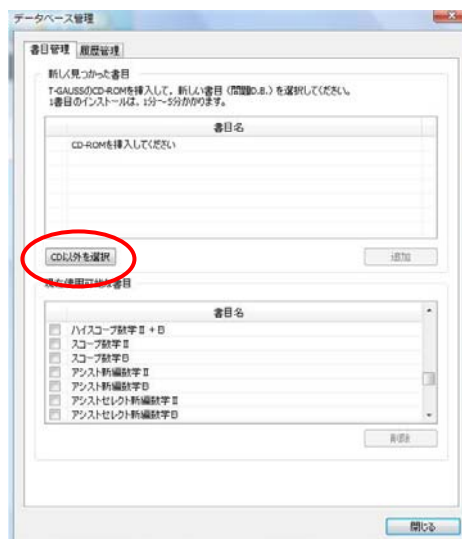 データベース管理
書目管理 履歴管理
新しく見つかった書目
T-GAUSSのCD-ROMを挿入して，新しい書目（問題D.B.）を選択してください。
1書目のインストールは，1分～5分かかります。
書目名
CD-ROMを挿入してください
CD以外を選択 追加
現在使用可能な書目
書目名
ハイスコープ数学Ⅱ＋B
スコープ数学Ⅱ
スコープ数学B
アシスト新編数学Ⅱ
アシスト新編数学B
アシストセレクト新編数学Ⅱ
アシストセレクト新編数学B
削除
閉じる